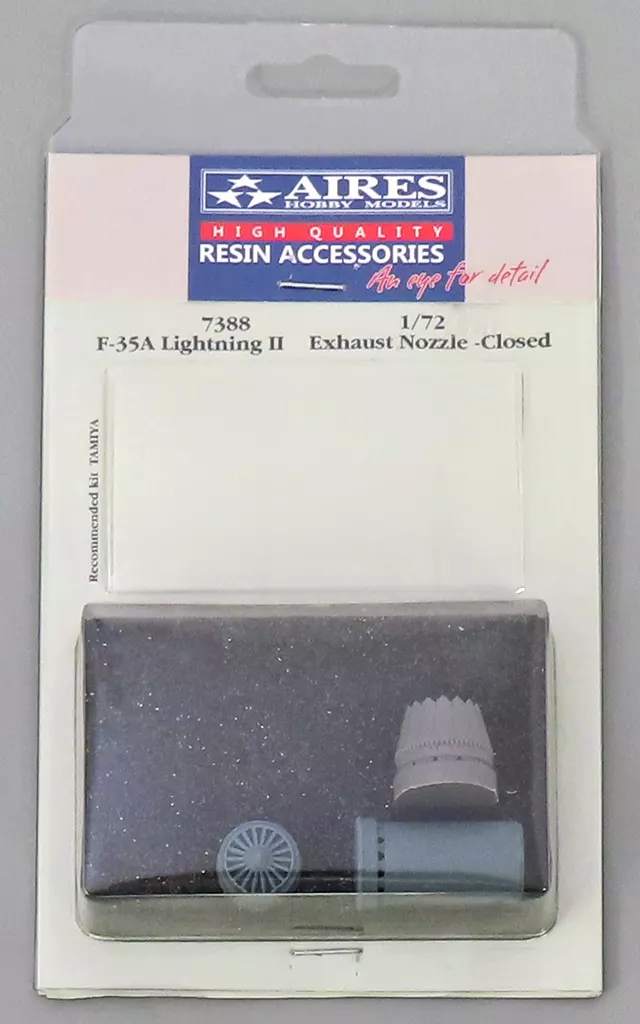 AIRES
HOBBY MODELS
HIGH QUALITY
RESIN ACCESSORIES
An eye for detail
7388 1/72
F-35A Lightning II Exhaust Nozzle -Closed
Recommended kit TAMIYA